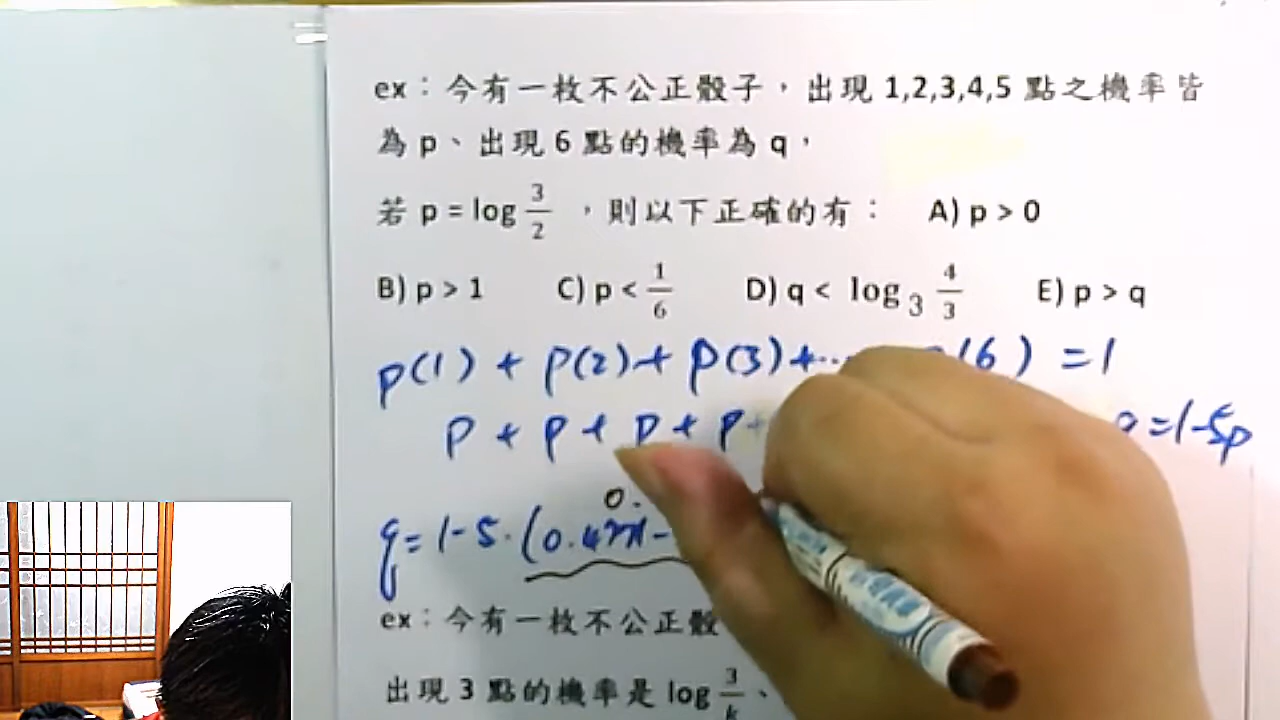 ex：今有一枚不公正骰子，出現 1,2,3,4,5 點之機率皆
為 p、出現 6 點的機率為 q，
若 p = log 3/2 ，則以下正確的有： A) p > 0
B) p > 1 C) p < 1/6 D) q < log₃ 4/3 E) p > q
p(1) + p(2) + p(3) + ... (6) = 1
p + p + p + p + = 1-5p
0.
q = 1-5·(0.4771-
ex：今有一枚不公正骰
出現 3 點的機率是 log 3/k、